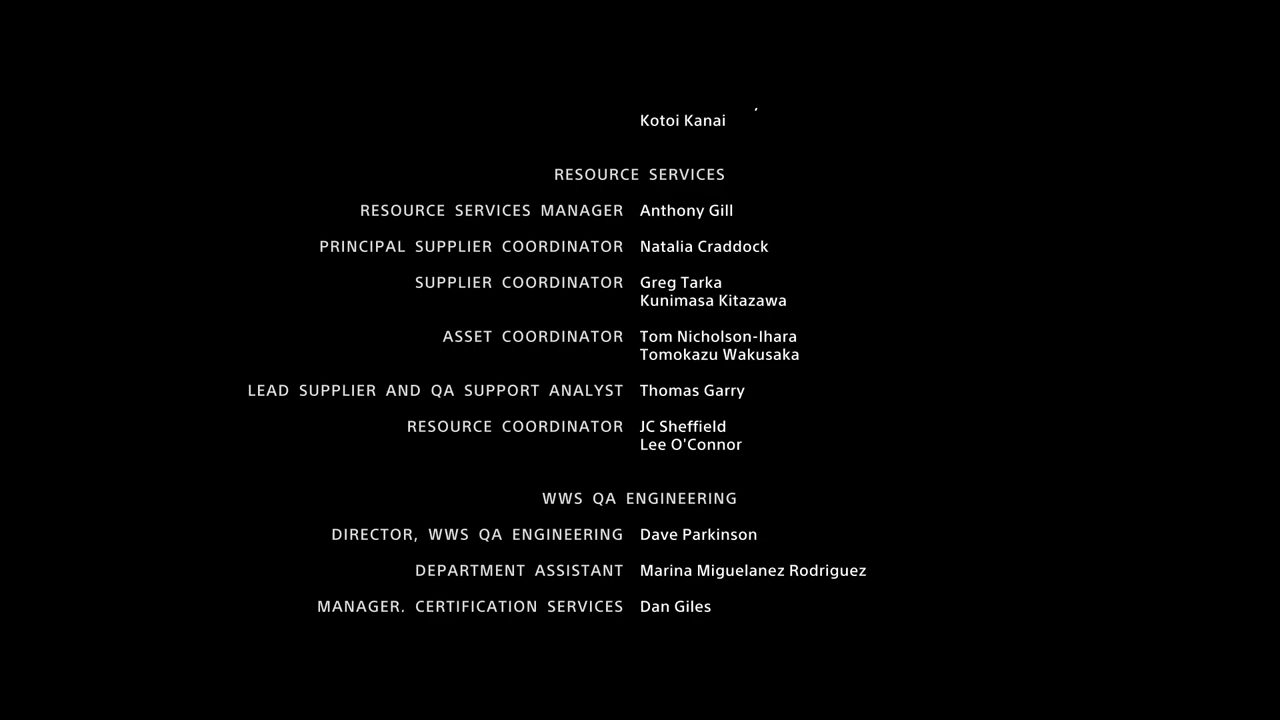 Kotoi Kanai
RESOURCE SERVICES
RESOURCE SERVICES MANAGER Anthony Gill
PRINCIPAL SUPPLIER COORDINATOR Natalia Craddock
SUPPLIER COORDINATOR Greg Tarka
Kunimasa Kitazawa
ASSET COORDINATOR Tom Nicholson-Ihara
Tomokazu Wakusaka
LEAD SUPPLIER AND QA SUPPORT ANALYST Thomas Garry
RESOURCE COORDINATOR JC Sheffield
Lee O'Connor
WWS QA ENGINEERING
DIRECTOR, WWS QA ENGINEERING Dave Parkinson
DEPARTMENT ASSISTANT Marina Miguelanez Rodriguez
MANAGER. CERTIFICATION SERVICES Dan Giles